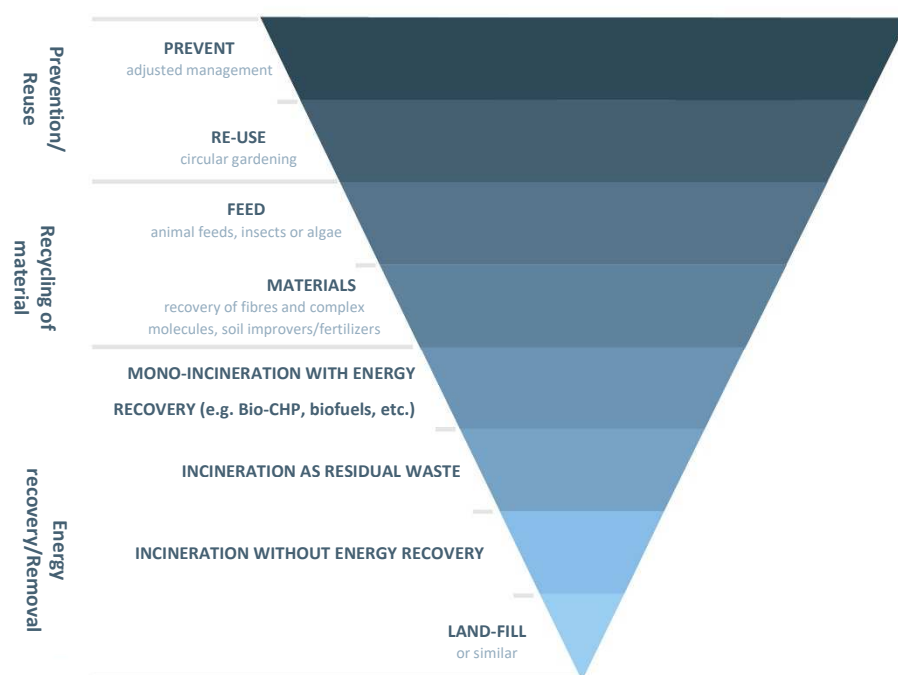 Prevention/
Reuse
PREVENT
adjusted management
RE-USE
circular gardening
Recycling of
material
FEED
animal feeds, insects or algae
MATERIALS
recovery of fibres and complex
molecules, soil improvers/fertilizers
Energy
recovery/Removal
MONO-INCINERATION WITH ENERGY
RECOVERY (e.g. Bio-CHP, biofuels, etc.)
INCINERATION AS RESIDUAL WASTE
INCINERATION WITHOUT ENERGY RECOVERY
LAND-FILL
or similar